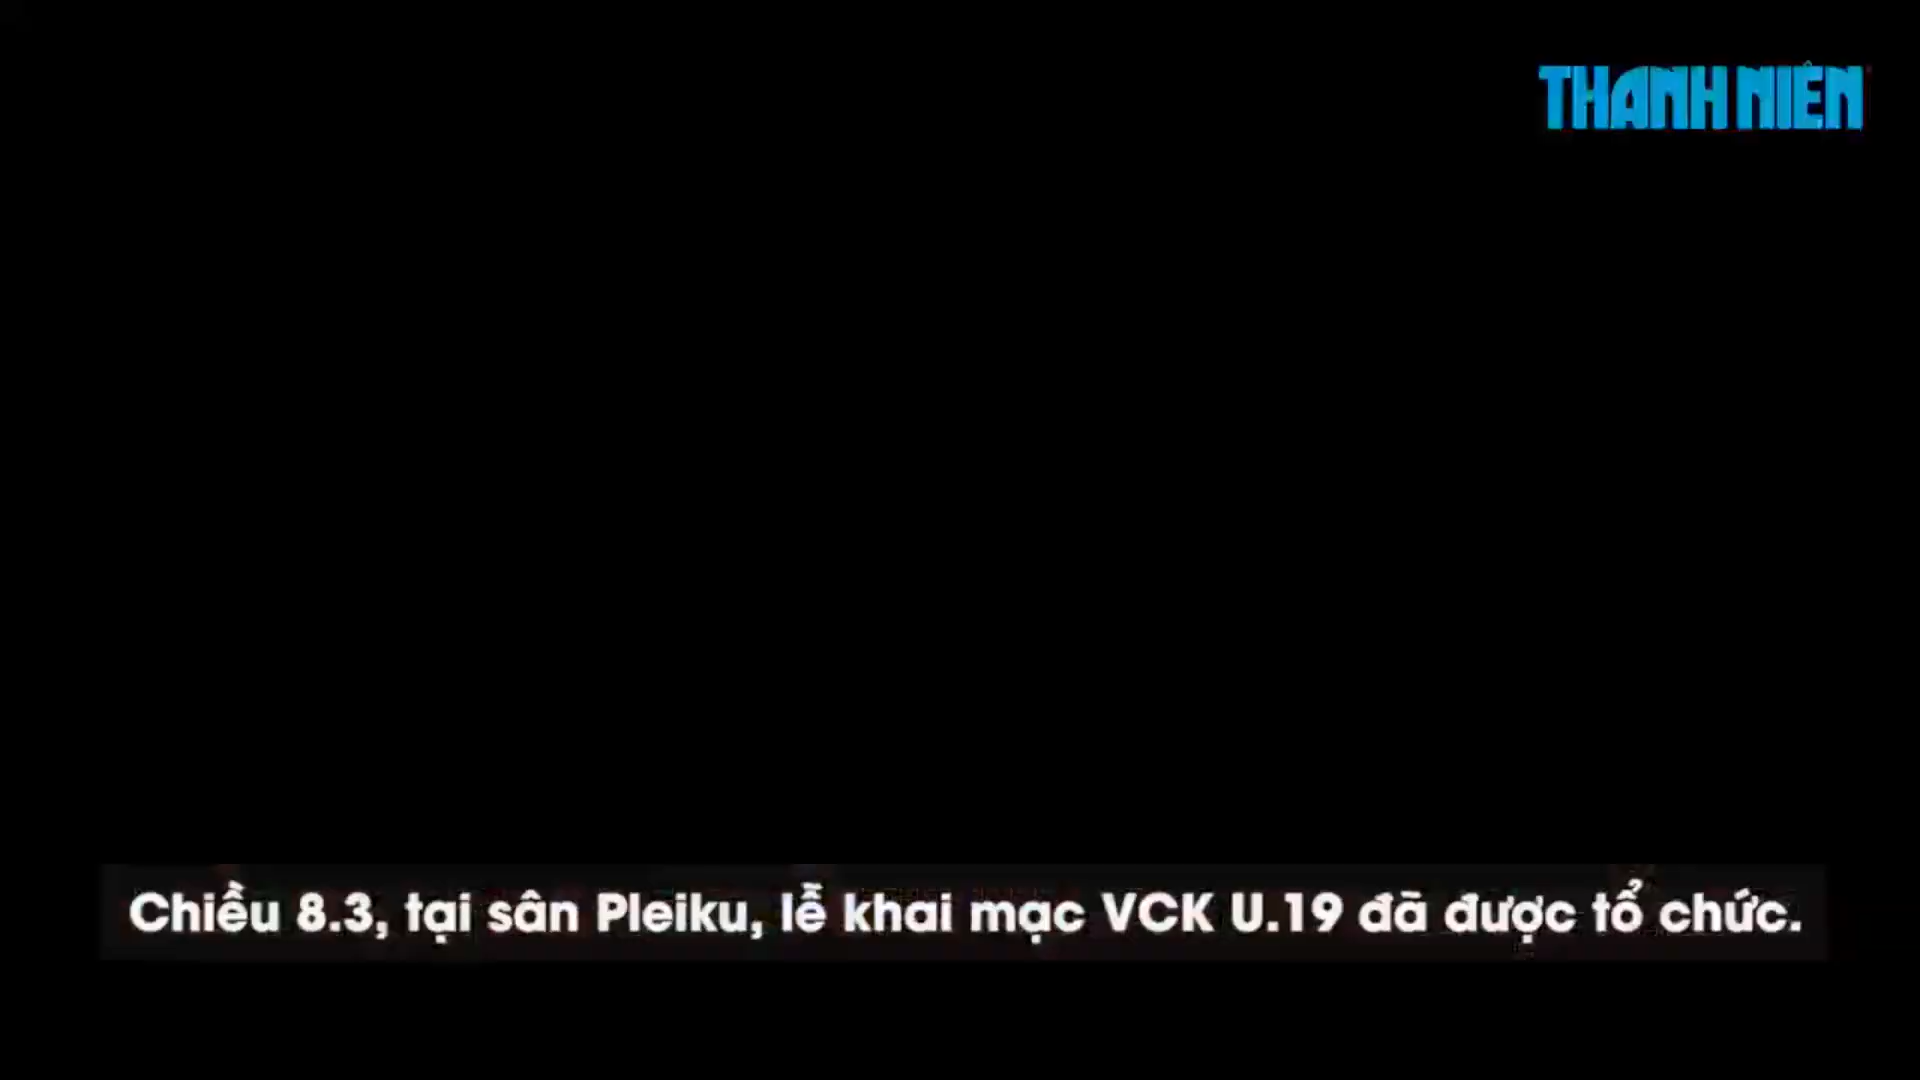 THANH NIÊN
Chiều 8.3, tại sân Pleiku, lễ khai mạc VCK U.19 đã được tổ chức.